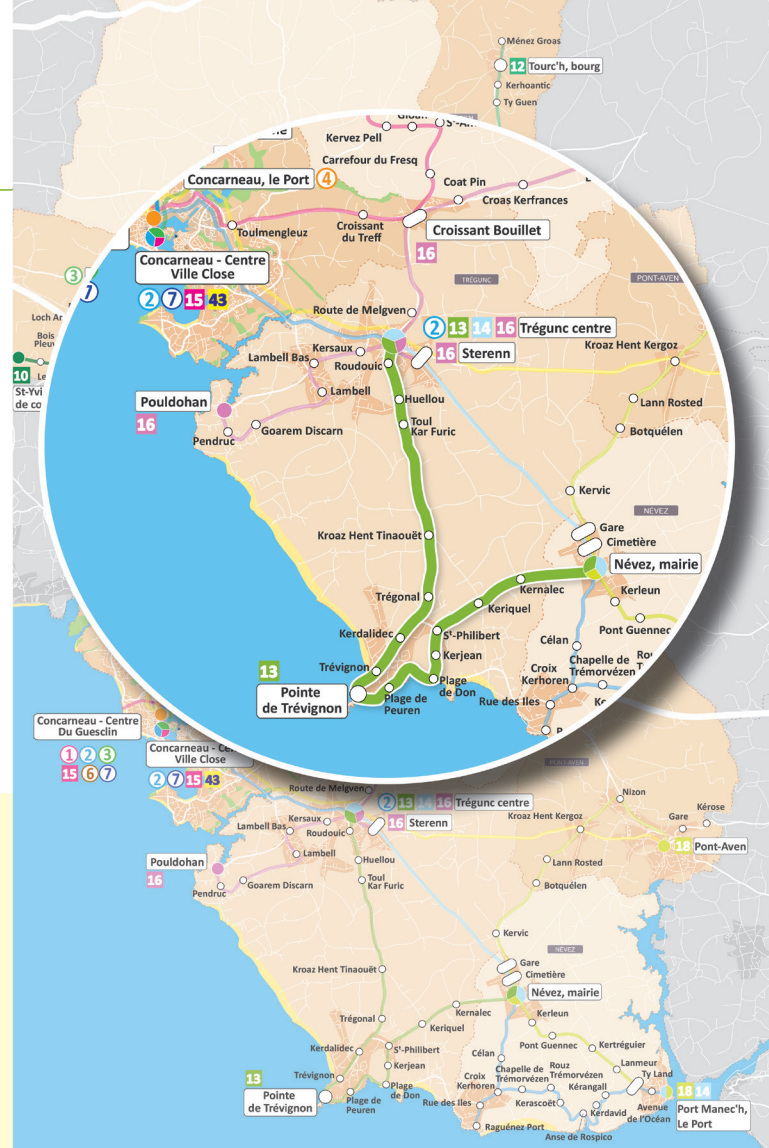 Ménez Groas
12 Tourc'h, bourg
Kerhoantic
Ty Guen
Kervez Pell
Carrefour du Fresq
Coat Pin
Croas Kerfrances
Concarneau, le Port 4
Toulmengleuz
Croissant
du Treff
Croissant Bouillet
16
Concarneau - Centre
Ville Close
2 7 15 43
3
7
TRÉGUNC
PONT-AVEN
Route de Melgven
2 13 14 16 Trégunc centre
16 Sterenn
Kersaux
Lambell Bas
Roudouic
Kroaz Hent Kergoz
10
Pouldohan
16
Lambell
Huellou
Toul
Kar Furic
Goarem Discarn
Pendruc
Lann Rosted
Botquélen
Kervic
NÉVEZ
Gare
Cimetière
Kroaz Hent Tinaouët
Névez, mairie
Kernalec
Kerleun
Trégonal
Keriquel
Pont Guennec
Kerdalidec
St-Philibert
Célan
Kerjean
Chapelle de
Trémorvézen
Croix
Kerhoren
13
Trévignon
Plage
de Don
Pointe
de Trévignon
Plage de
Peuren
Rue des Iles
Concarneau - Centre
Du Guesclin
1 2 3
15 6 7
Concarneau - Cen
Ville Close
2 7 15 43
PONT-AVEN
Route de Melgven
2 13 14 16 Trégunc centre
16 Sterenn
Kersaux
Lambell Bas
Roudouic
Nizon
Kroaz Hent Kergoz
Gare
Kérose
18 Pont-Aven
Pouldohan
16
Lambell
Huellou
Toul
Kar Furic
Goarem Discarn
Pendruc
Lann Rosted
Botquélen
Kervic
NÉVEZ
Gare
Cimetière
Kroaz Hent Tinaouët
Névez, mairie
Kernalec
Kerleun
Trégonal
Keriquel
Pont Guennec
Kertréguier
Kerdalidec
St-Philibert
Célan
Kerjean
Chapelle de
Trémorvézen
Rouz
Trémorvézen
Lanmeur
Ty Land
13
Trévignon
Plage
de Don
Croix
Kerhoren
Kérangall
18 14
Pointe
de Trévignon
Plage de
Peuren
Rue des Iles
Kerascoët
Kerdavid
Avenue
de l'Océan
Port Manec'h,
Le Port
Raguénez Port
Anse de Rospico